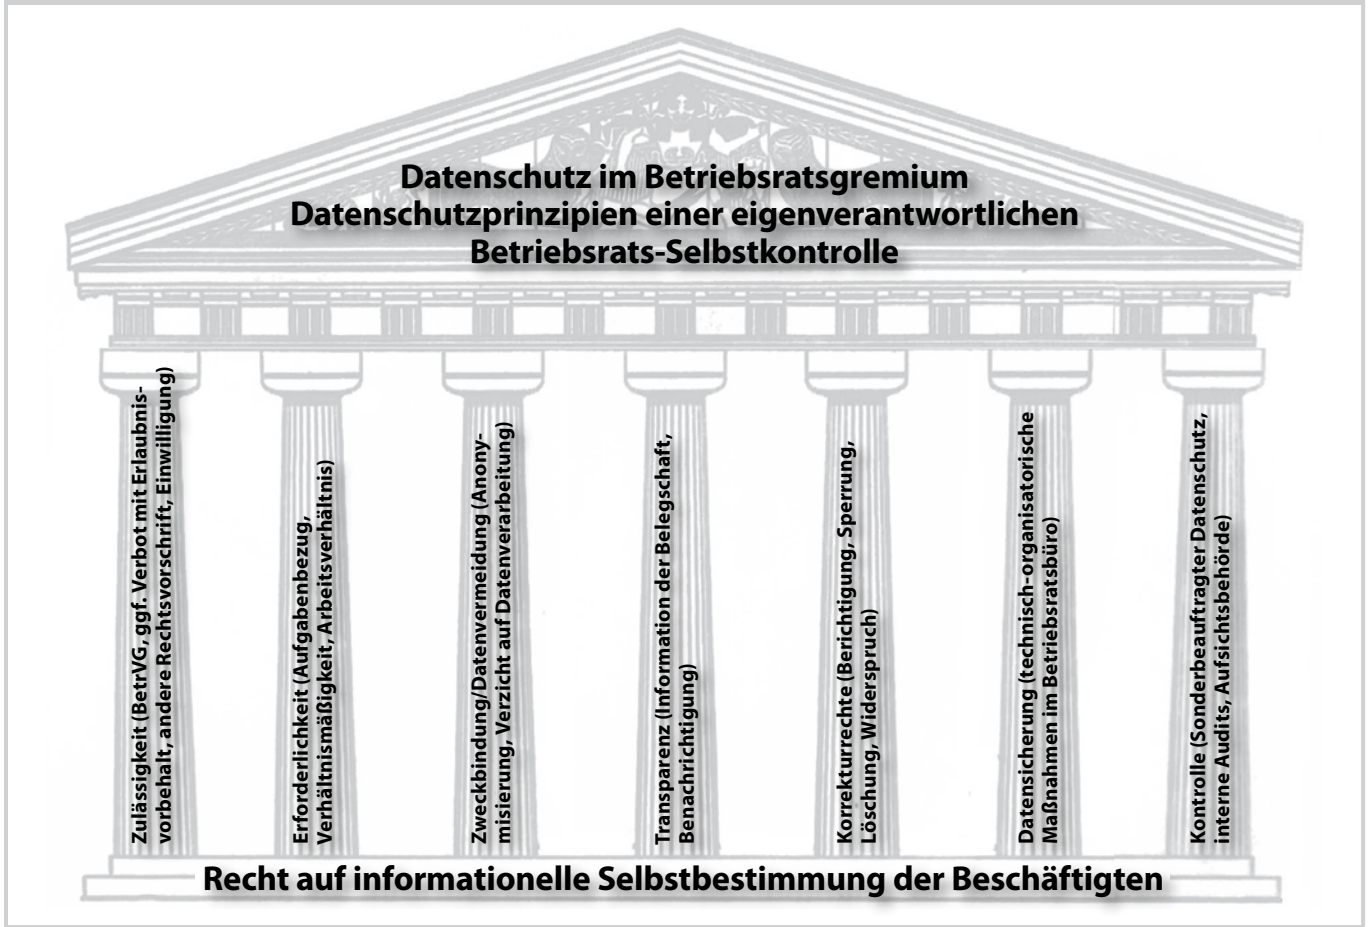 Datenschutz im Betriebsratsgremium
Datenschutzprinzipien einer eigenverantwortlichen
Betriebsrats-Selbstkontrolle
Zulässigkeit (BetrVG, ggf. Verbot mit Erlaubnis-
vorbehalt, andere Rechtsvorschrift, Einwilligung)
Erforderlichkeit (Aufgabenbezug,
Verhältnismäßigkeit, Arbeitsverhältnis)
Zweckbindung/Datenvermeidung (Anony-
misierung, Verzicht auf Datenverarbeitung)
Transparenz (Information der Belegschaft,
Benachrichtigung)
Korrekturrechte (Berichtigung, Sperrung,
Löschung, Widerspruch)
Datensicherung (technisch-organisatorische
Maßnahmen im Betriebsratsbüro)
Kontrolle (Sonderbeauftragter Datenschutz,
interne Audits, Aufsichtsbehörde)
Recht auf informationelle Selbstbestimmung der Beschäftigten